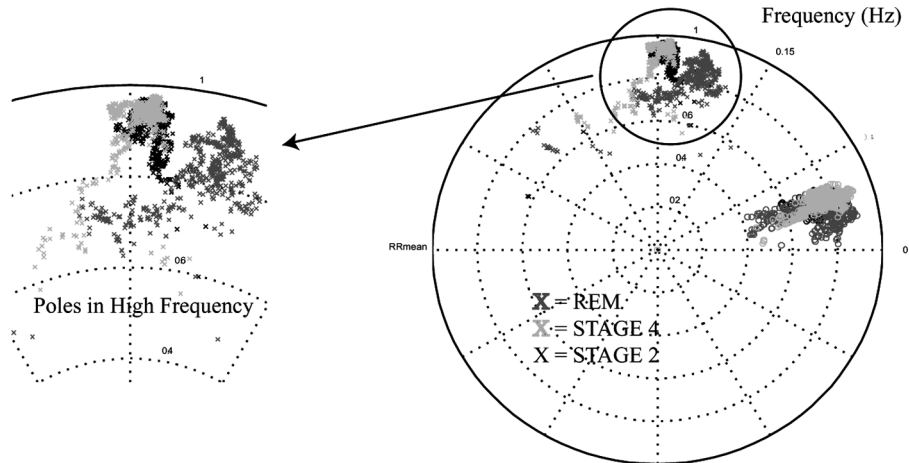 Frequency (Hz)
1
0.15
1
06
04
02
RRmean
0
06
04
Poles in High Frequency
X = REM.
X = STAGE 4
X = STAGE 2